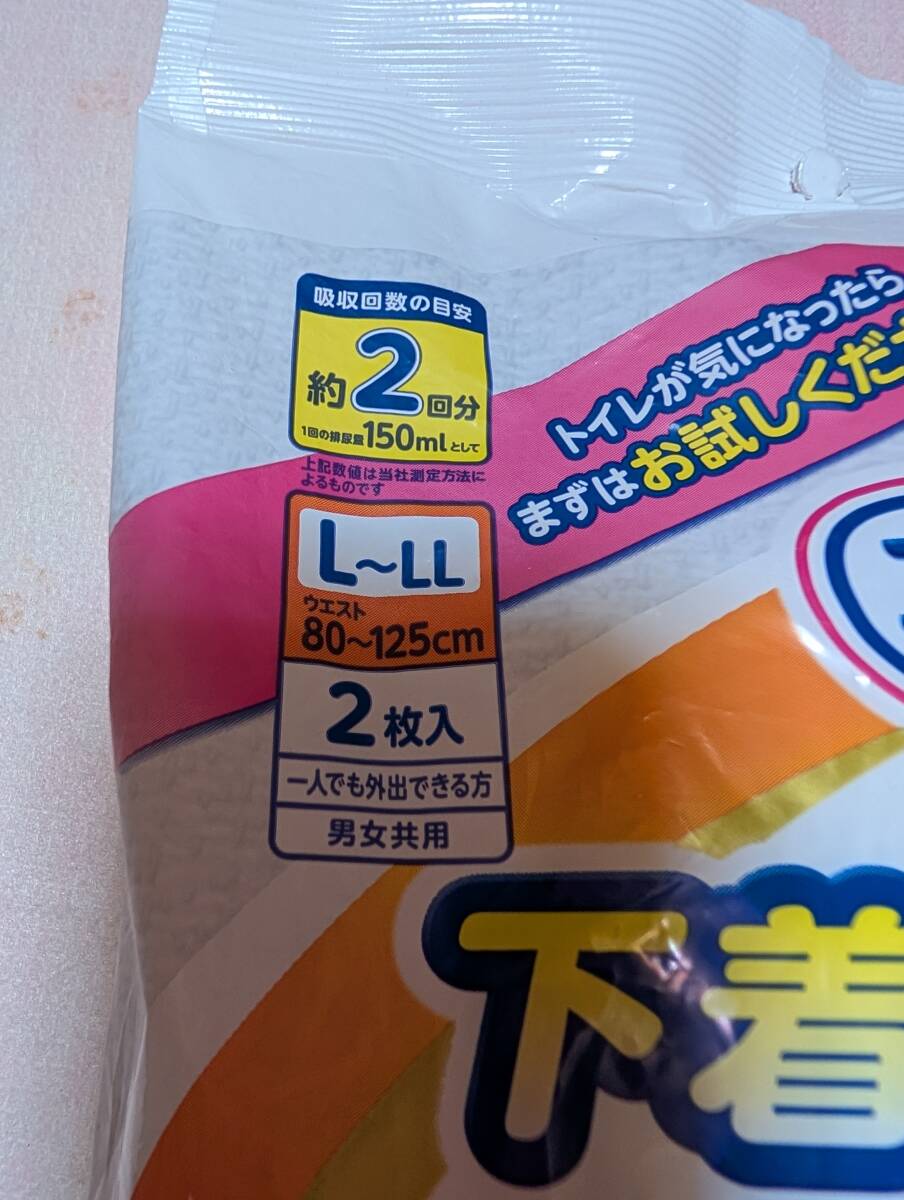 吸収回数の目安
約2回分
1回の排尿量150mlとして
上記数値は当社測定方法に
よるものです
L〜LL
ウエスト
80〜125cm
2枚入
一人でも外出できる方
男女共用
トイレが気になったら
まずはお試しくだ
下着